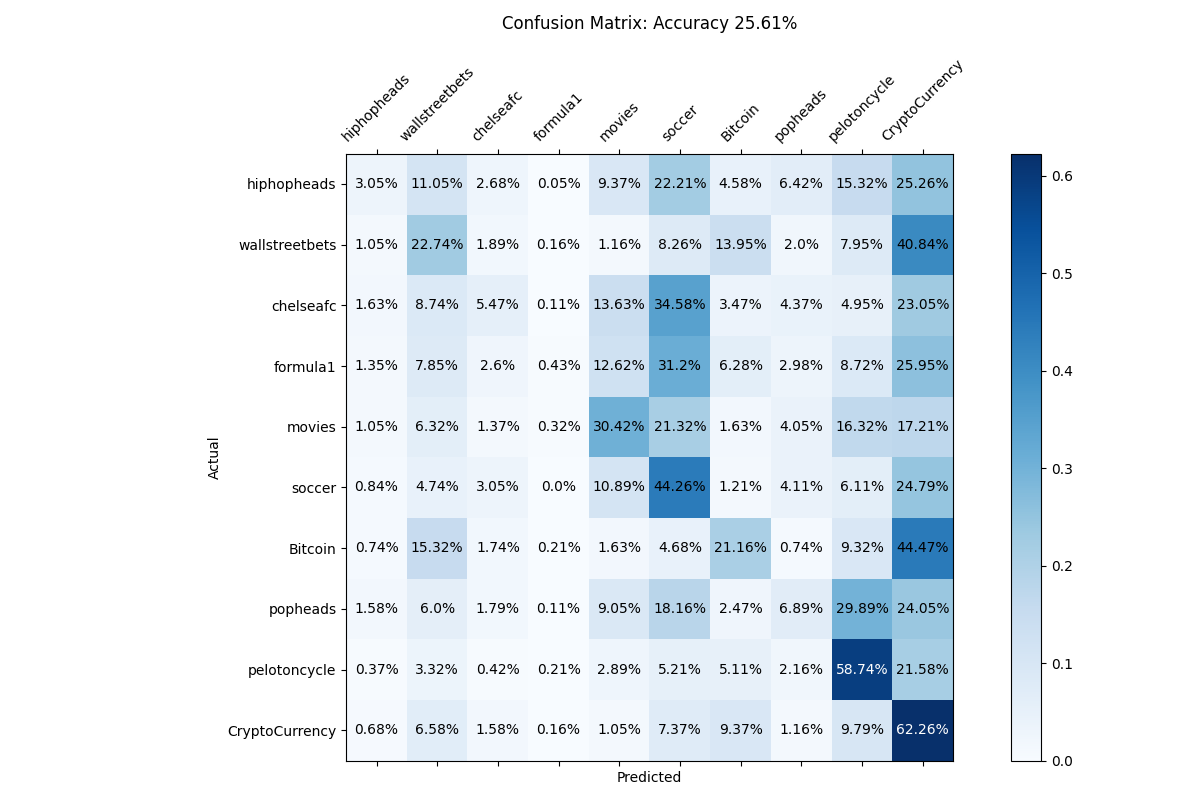 Confusion Matrix: Accuracy 25.61%
hiphopheads wallstreetbets chelseafc formula1 movies soccer Bitcoin popheads pelotoncycle CryptoCurrency
hiphopheads 3.05% 11.05% 2.68% 0.05% 9.37% 22.21% 4.58% 6.42% 15.32% 25.26%
wallstreetbets 1.05% 22.74% 1.89% 0.16% 1.16% 8.26% 13.95% 2.0% 7.95% 40.84%
chelseafc 1.63% 8.74% 5.47% 0.11% 13.63% 34.58% 3.47% 4.37% 4.95% 23.05%
formula1 1.35% 7.85% 2.6% 0.43% 12.62% 31.2% 6.28% 2.98% 8.72% 25.95%
movies 1.05% 6.32% 1.37% 0.32% 30.42% 21.32% 1.63% 4.05% 16.32% 17.21%
soccer 0.84% 4.74% 3.05% 0.0% 10.89% 44.26% 1.21% 4.11% 6.11% 24.79%
Bitcoin 0.74% 15.32% 1.74% 0.21% 1.63% 4.68% 21.16% 0.74% 9.32% 44.47%
popheads 1.58% 6.0% 1.79% 0.11% 9.05% 18.16% 2.47% 6.89% 29.89% 24.05%
pelotoncycle 0.37% 3.32% 0.42% 0.21% 2.89% 5.21% 5.11% 2.16% 58.74% 21.58%
CryptoCurrency 0.68% 6.58% 1.58% 0.16% 1.05% 7.37% 9.37% 1.16% 9.79% 62.26%
Actual
Predicted
0.6
0.5
0.4
0.3
0.2
0.1
0.0